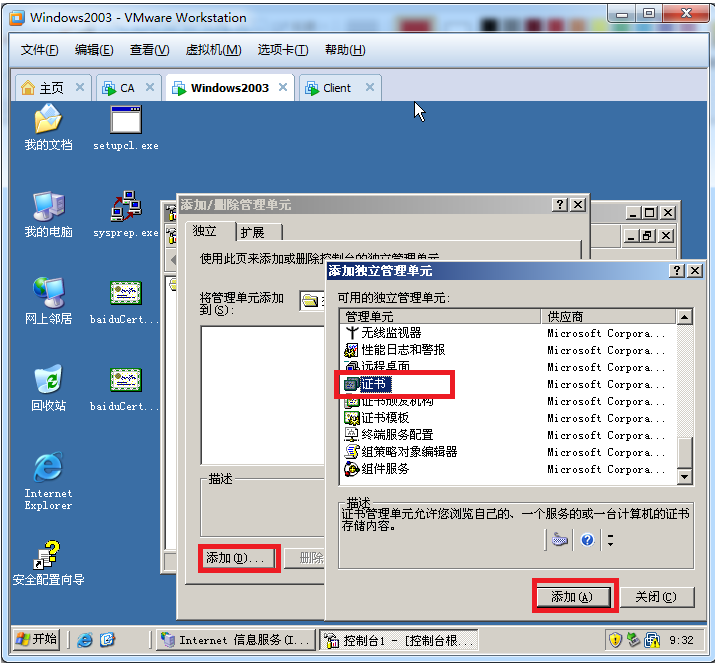 Windows2003 - VMware Workstation
文件(F) 编辑(E) 查看(V) 虚拟机(M) 选项卡(T) 帮助(H)
主页 CA Windows2003 Client
我的文档 setupcl.exe
我的电脑 sysprep.exe
网上邻居 baiduCert...
回收站 baiduCert...
Internet
Explorer
安全配置向导
添加/删除管理单元
独立 扩展
使用此页来添加或删除控制台的独立管理单元
将管理单元添加
到(S):
描述
添加(D)... 删除
添加独立管理单元
可用的独立管理单元:
管理单元 供应商
无线监视器 Microsoft Corpora...
性能日志和警报 Microsoft Corpora...
远程桌面 Microsoft Corpora...
证书 Microsoft Corpora...
证书颁发机构 Microsoft Corpora...
证书模板 Microsoft Corpora...
终端服务配置 Microsoft Corpora...
组策略对象编辑器 Microsoft Corpora...
组件服务 Microsoft Corpora...
描述
证书管理单元允许您浏览自己的、一个服务的或一台计算机的证书
存储内容。
添加(A) 关闭(C)
开始 Internet 信息服务(I... 控制台1 - [控制台根... 9:32